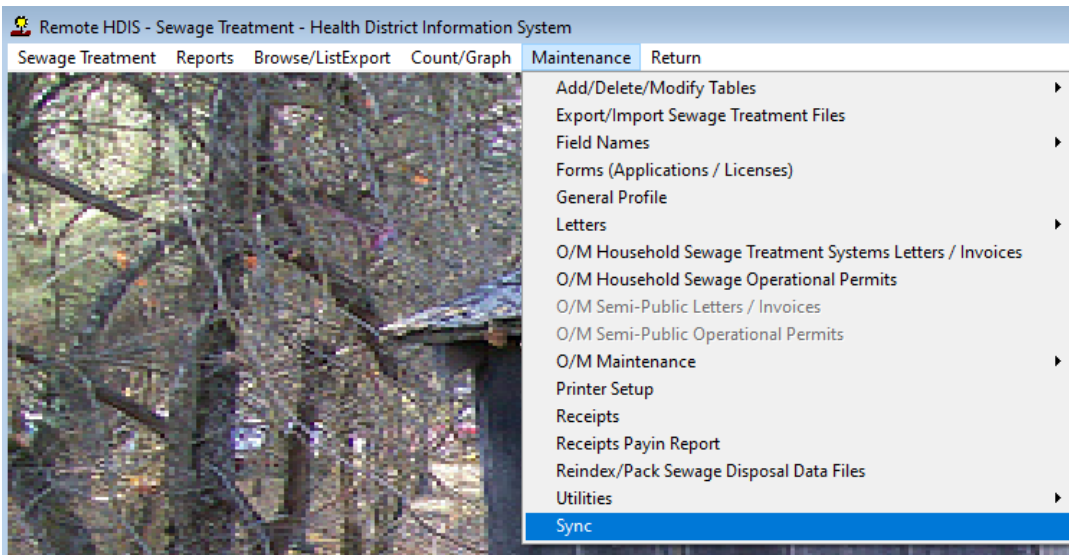 Remote HDIS - Sewage Treatment - Health District Information System
Sewage Treatment Reports Browse/ListExport Count/Graph Maintenance Return
Add/Delete/Modify Tables
Export/Import Sewage Treatment Files
Field Names
Forms (Applications / Licenses)
General Profile
Letters
O/M Household Sewage Treatment Systems Letters / Invoices
O/M Household Sewage Operational Permits
O/M Semi-Public Letters / Invoices
O/M Semi-Public Operational Permits
O/M Maintenance
Printer Setup
Receipts
Receipts Payin Report
Reindex/Pack Sewage Disposal Data Files
Utilities
Sync